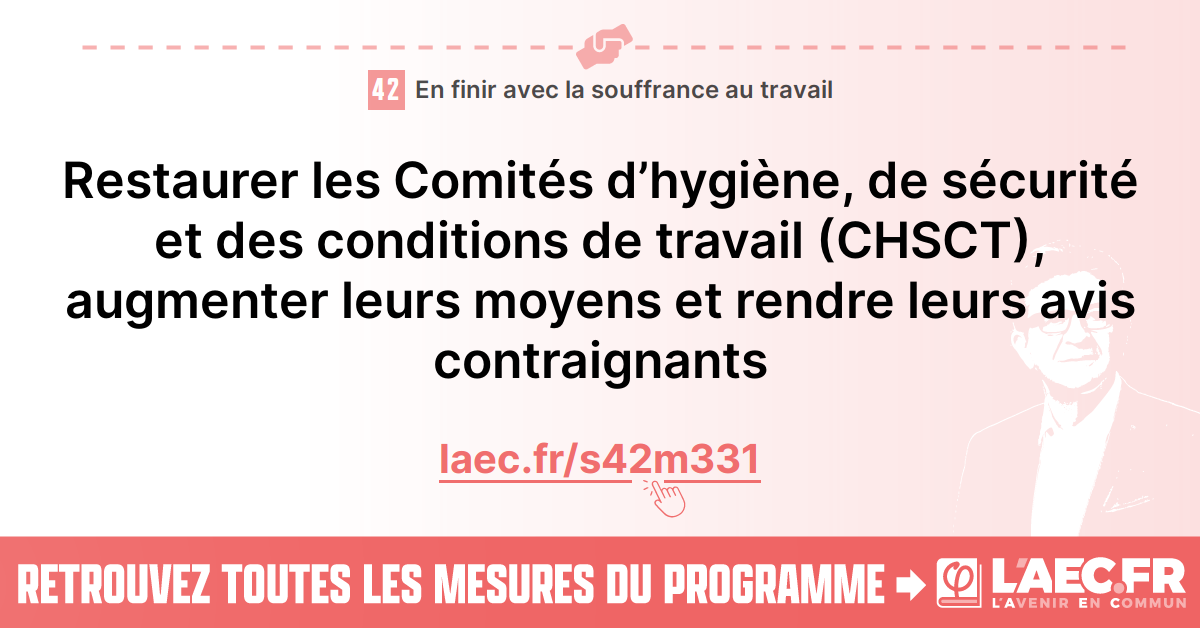 42 En finir avec la souffrance au travail
Restaurer les Comités d’hygiène, de sécurité
et des conditions de travail (CHSCT),
augmenter leurs moyens et rendre leurs avis
contraignants
laec.fr/s42m331
RETROUVEZ TOUTES LES MESURES DU PROGRAMME
φ
L'AEC.FR
L'AVENIR EN COMMUN